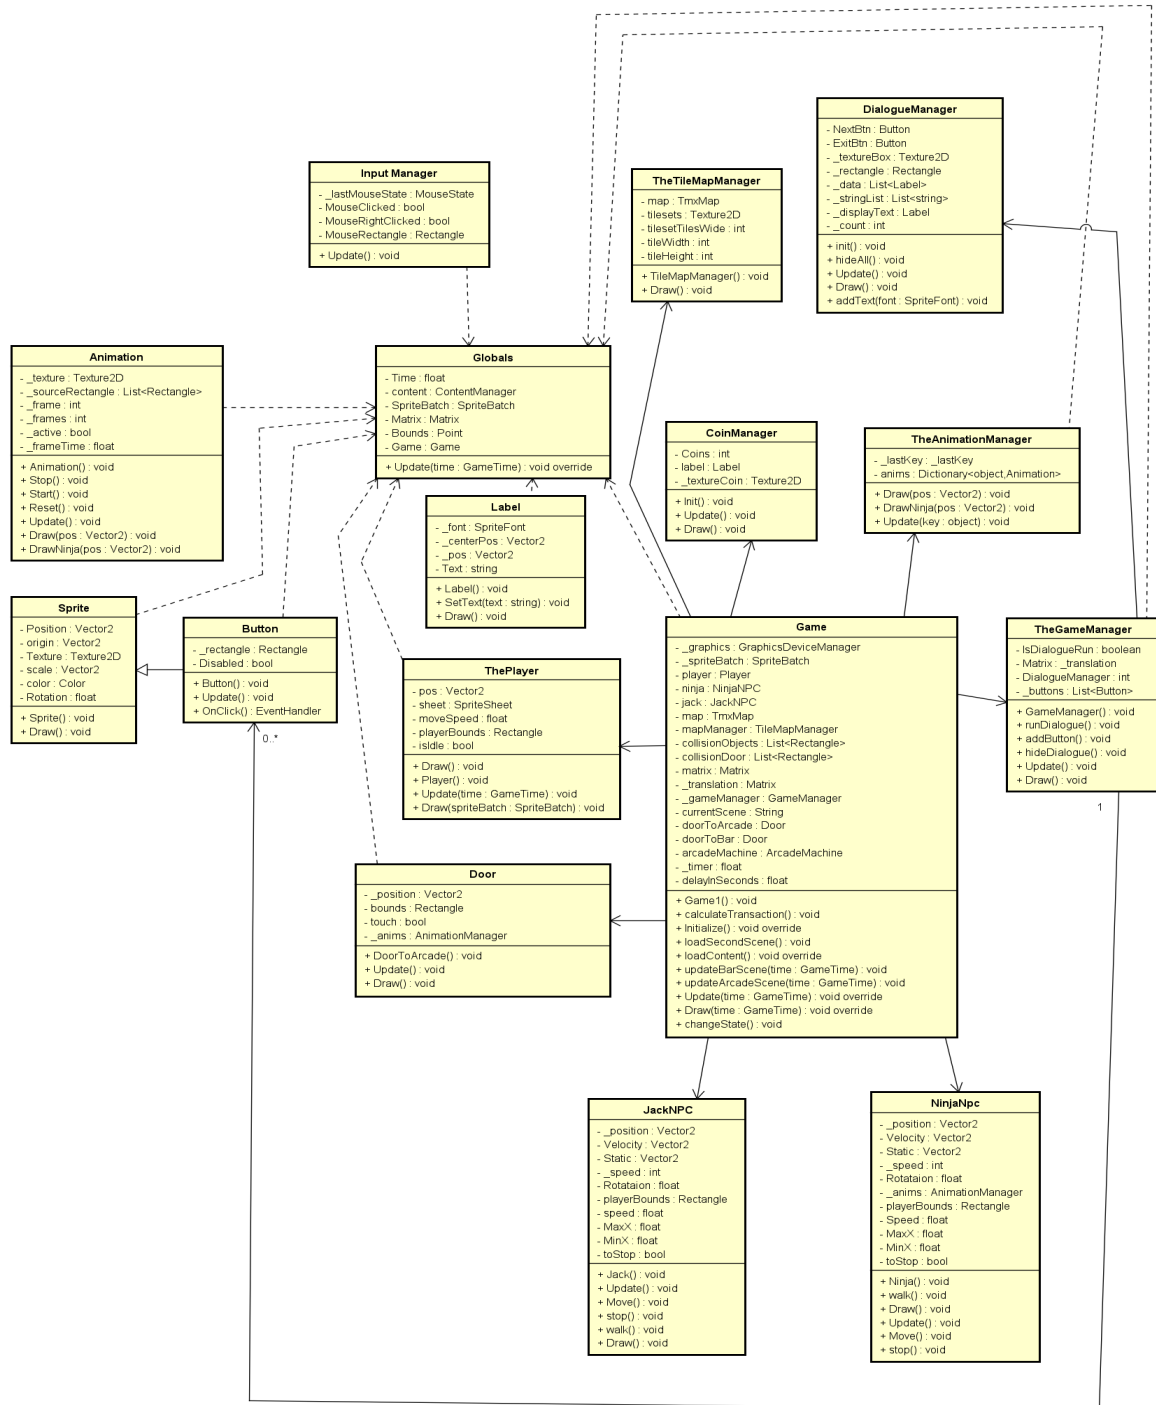 DialogueManager
- NextBtn : Button
- ExitBtn : Button
- _textureBox : Texture2D
- _rectangle : Rectangle
- _data : List<Label>
- _stringList : List<string>
- _displayText : Label
- _count : int
+ init() : void
+ hideAll() : void
+ Update() : void
+ Draw() : void
+ addText(font : SpriteFont) : void
Input Manager
- _lastMouseState : MouseState
- MouseClicked : bool
- MouseRightClicked : bool
- MouseRectangle : Rectangle
+ Update() : void
TheTileMapManager
- map : TmxMap
- tilesets : Texture2D
- tilesetTilesWide : int
- tileWidth : int
- tileHeight : int
+ TileMapManager() : void
+ Draw() : void
Animation
- _texture : Texture2D
- _sourceRectangle : List<Rectangle>
- _frame : int
- _frames : int
- _active : bool
- _frameTime : float
+ Animation() : void
+ Stop() : void
+ Start() : void
+ Reset() : void
+ Update() : void
+ Draw(pos : Vector2) : void
+ DrawNinja(pos : Vector2) : void
Globals
- Time : float
- content : ContentManager
- SpriteBatch : SpriteBatch
- Matrix : Matrix
- Bounds : Point
- Game : Game
+ Update(time : GameTime) : void override
CoinManager
- Coins : int
- label : Label
- _textureCoin : Texture2D
+ Init() : void
+ Update() : void
+ Draw() : void
TheAnimationManager
- _lastKey : _lastKey
- anims : Dictionary<object,Animation>
+ Draw(pos : Vector2) : void
+ DrawNinja(pos : Vector2) : void
+ Update(key : object) : void
Label
- _font : SpriteFont
- _centerPos : Vector2
- _pos : Vector2
- Text : string
+ Label() : void
+ SetText(text : string) : void
+ Draw() : void
Sprite
- Position : Vector2
- origin : Vector2
- Texture : Texture2D
- scale : Vector2
- color : Color
- Rotation : float
+ Sprite() : void
+ Draw() : void
Button
- _rectangle : Rectangle
- Disabled : bool
+ Button() : void
+ Update() : void
+ OnClick() : EventHandler
0..*
ThePlayer
- pos : Vector2
- sheet : SpriteSheet
- moveSpeed : float
- playerBounds : Rectangle
- isIdle : bool
+ Draw() : void
+ Player() : void
+ Update(time : GameTime) : void
+ Draw(spriteBatch : SpriteBatch) : void
Game
- _graphics : GraphicsDeviceManager
- _spriteBatch : SpriteBatch
- player : Player
- ninja : NinjaNPC
- jack : JackNPC
- map : TmxMap
- mapManager : TileMapManager
- collisionObjects : List<Rectangle>
- collisionDoor : List<Rectangle>
- matrix : Matrix
- _translation : Matrix
- _gameManager : GameManager
- currentScene : String
- doorToArcade : Door
- doorToBar : Door
- arcadeMachine : ArcadeMachine
- _timer : float
- delayInSeconds : float
+ Game1() : void
+ calculateTransaction() : void
+ Initialize() : void override
+ loadSecondScene() : void
+ loadContent() : void override
+ updateBarScene(time : GameTime) : void
+ updateArcadeScene(time : GameTime) : void
+ Update(time : GameTime) : void override
+ Draw(time : GameTime) : void override
+ changeState() : void
TheGameManager
- IsDialogueRun : boolean
- Matrix : _translation
- DialogueManager : int
- _buttons : List<Button>
+ GameManager() : void
+ runDialogue() : void
+ addButton() : void
+ hideDialogue() : void
+ Update() : void
+ Draw() : void
1
Door
- _position : Vector2
- bounds : Rectangle
- touch : bool
- _anims : AnimationManager
+ DoorToArcade() : void
+ Update() : void
+ Draw() : void
JackNPC
- _position : Vector2
- Velocity : Vector2
- Static : Vector2
- _speed : int
- Rotataion : float
- playerBounds : Rectangle
- speed : float
- MaxX : float
- MinX : float
- toStop : bool
+ Jack() : void
+ Update() : void
+ Move() : void
+ stop() : void
+ walk() : void
+ Draw() : void
NinjaNpc
- _position : Vector2
- Velocity : Vector2
- Static : Vector2
- _speed : int
- Rotataion : float
- _anims : AnimationManager
- playerBounds : Rectangle
- Speed : float
- MaxX : float
- MinX : float
- toStop : bool
+ Ninja() : void
+ walk() : void
+ Draw() : void
+ Update() : void
+ Move() : void
+ stop() : void